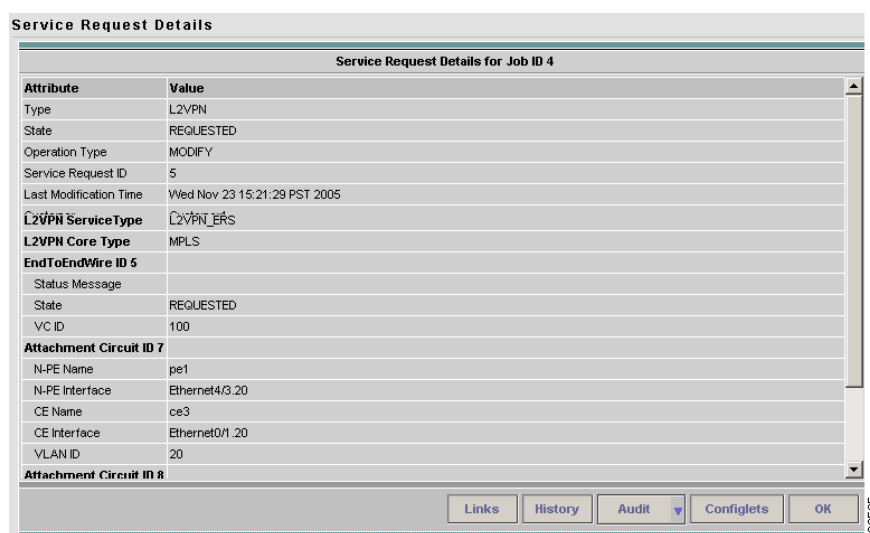 Service Request Details
Service Request Details for Job ID 4
Attribute Value
Type L2VPN
State REQUESTED
Operation Type MODIFY
Service Request ID 5
Last Modification Time Wed Nov 23 15:21:29 PST 2005
L2VPN ServiceType L2VPN_ERS
L2VPN Core Type MPLS
EndToEndWire ID 5
Status Message
State REQUESTED
VC ID 100
Attachment Circuit ID 7
N-PE Name pe1
N-PE Interface Ethernet4/3.20
CE Name ce3
CE Interface Ethernet0/1.20
VLAN ID 20
Attachment Circuit ID 8
Links History Audit Configlets OK